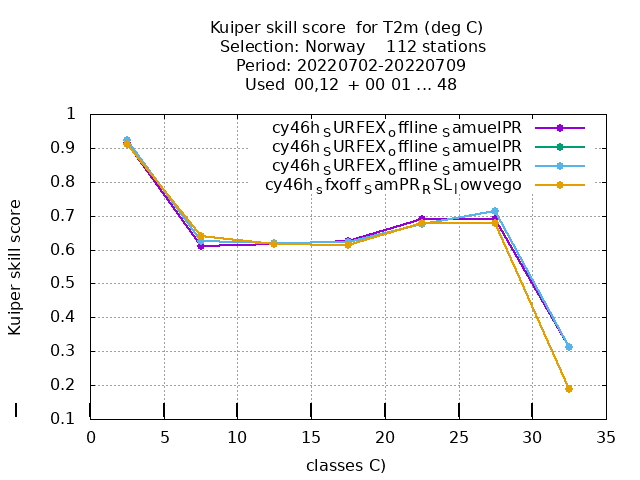 Kuiper skill score  for T2m (deg C)
Selection: Norway    112 stations
Period: 20220702-20220709
Used  00,12  + 00 01 ... 48
cy46h_SURFEX_offline_SamuelPR
cy46h_SURFEX_offline_SamuelPR
cy46h_SURFEX_offline_SamuelPR
cy46h_sfxoff_SamPR_RSL_lowvego
1
0.9
0.8
0.7
0.6
0.5
0.4
0.3
0.2
0.1
Kuiper skill score
0 5 10 15 20 25 30 35
classes C)